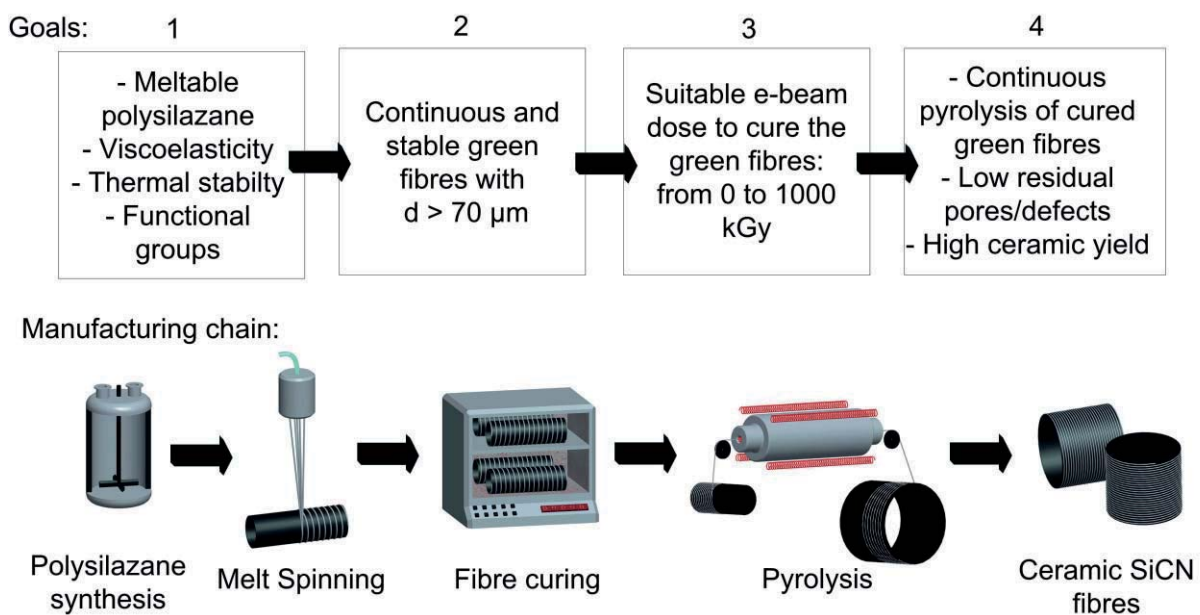 Goals:
1
2
3
4
- Meltable
polysilazane
- Viscoelasticity
- Thermal stabilty
- Functional
groups
Continuous and
stable green
fibres with
d > 70 µm
Suitable e-beam
dose to cure the
green fibres:
from 0 to 1000
kGy
- Continuous
pyrolysis of cured
green fibres
- Low residual
pores/defects
- High ceramic yield
Manufacturing chain:
Polysilazane
synthesis
Melt Spinning
Fibre curing
Pyrolysis
Ceramic SiCN
fibres